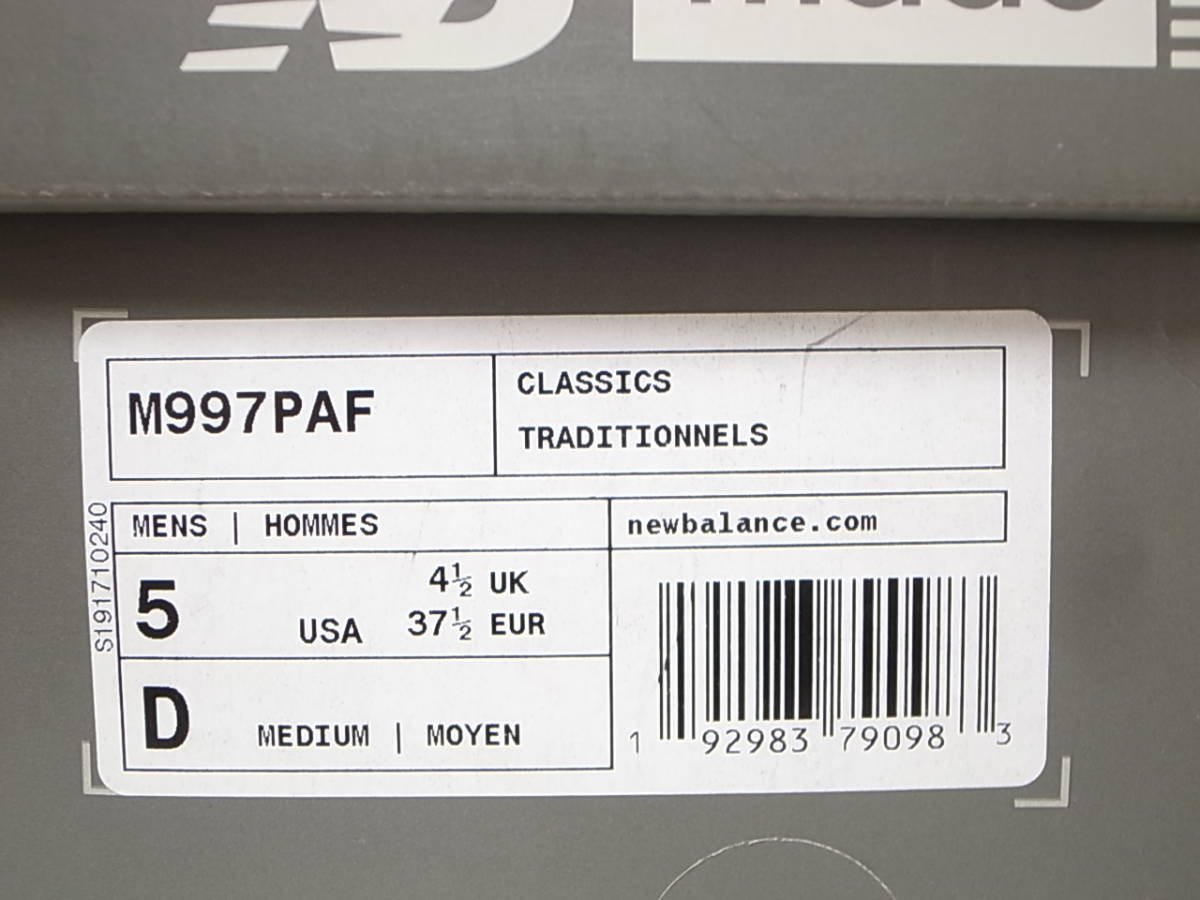 M997PAF
CLASSICS
TRADITIONNELS
S191710240
MENS | HOMMES
newbalance.com
5 USA 4½ UK
37½ EUR
D MEDIUM | MOYEN
1 92983 79098 3